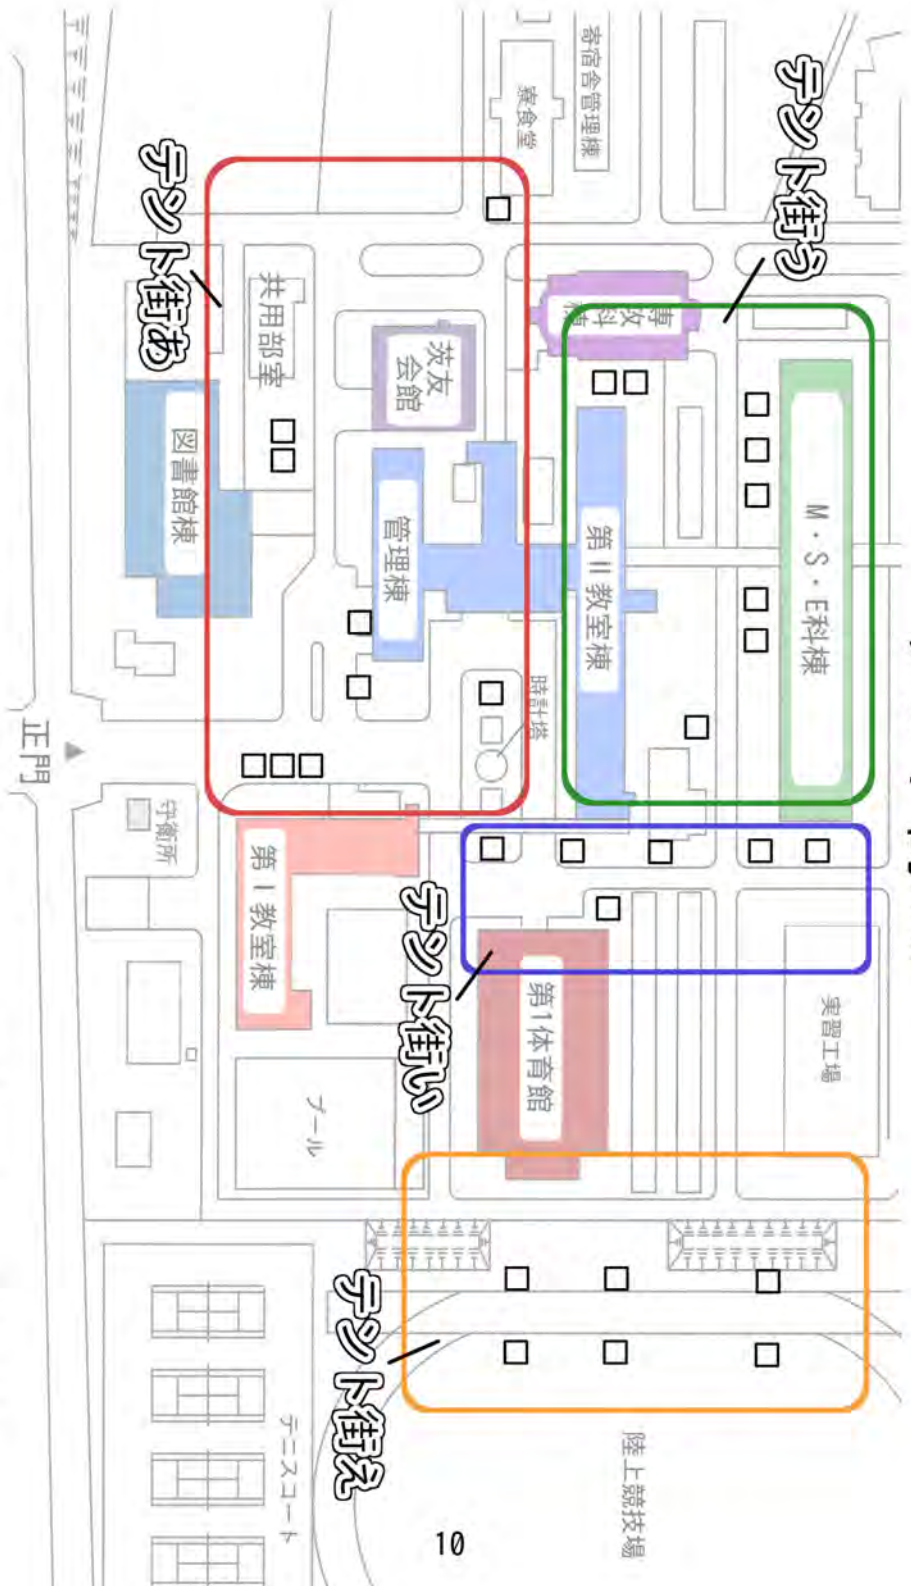 寄宿舎管理棟
寮食堂
テント街う
テント街あ
共用部室
茨友
会館
専攻
科棟
図書館棟
管理棟
第Ⅱ教室棟
M・S・E科棟
時計塔
正門
守衛所
第Ⅰ教室棟
テント街い
第1体育館
実習工場
プール
テント街え
テニスコート
陸上競技場
10